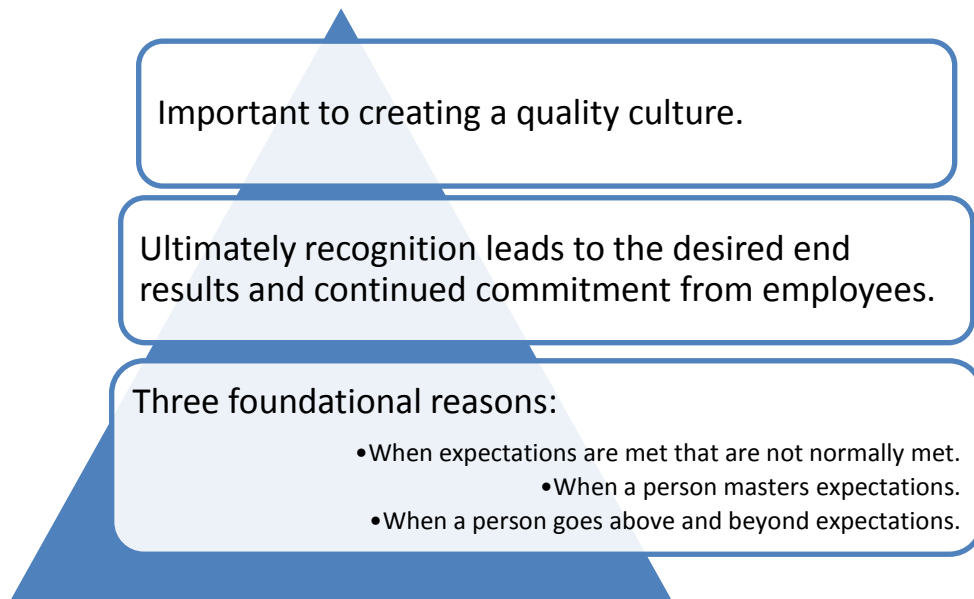 Important to creating a quality culture.
Ultimately recognition leads to the desired end
results and continued commitment from employees.
Three foundational reasons:
•When expectations are met that are not normally met.
•When a person masters expectations.
•When a person goes above and beyond expectations.